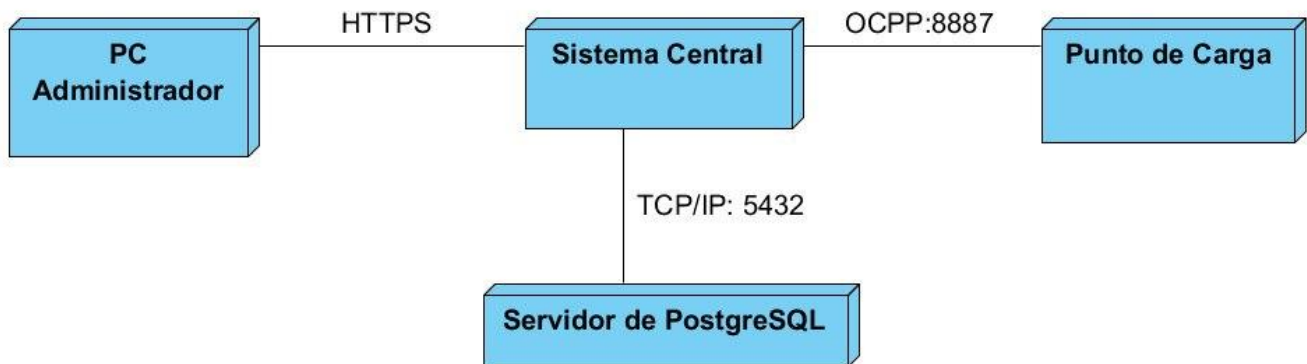 HTTPS
OCPP:8887
PC
Administrador
Sistema Central
Punto de Carga
TCP/IP: 5432
Servidor de PostgreSQL